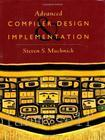 Advanced
COMPILER DESIGN
&
IMPLEMENTATION
Steven S. Muchnick